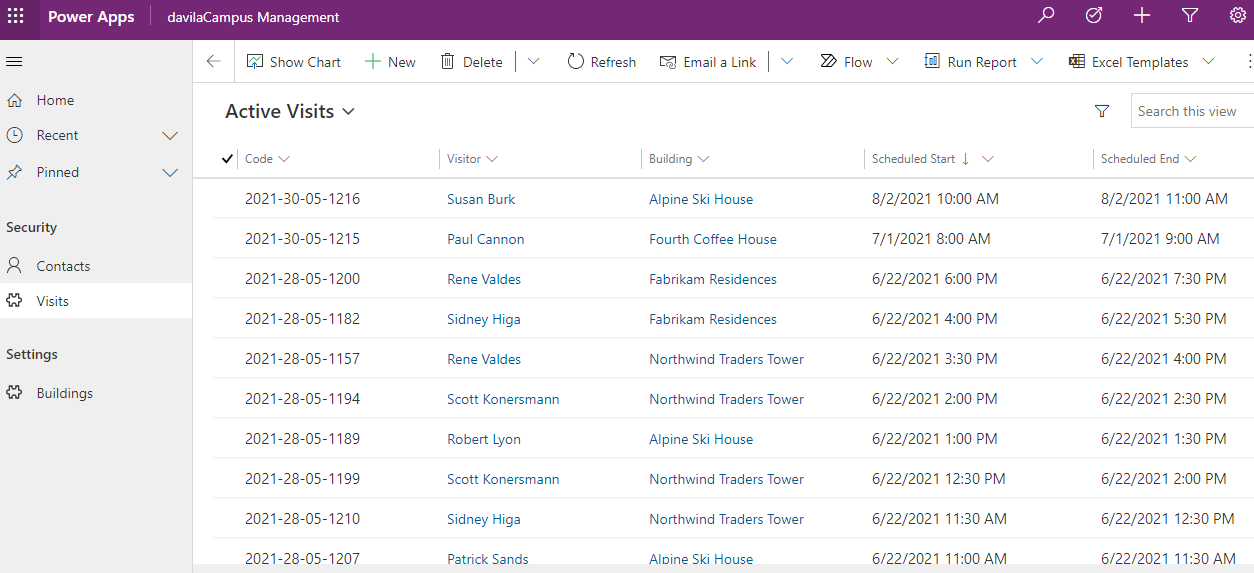 Power Apps davilaCampus Management
Show Chart New Delete Refresh Email a Link Flow Run Report Excel Templates
Home
Recent
Pinned
Security
Contacts
Visits
Settings
Buildings
Active Visits Search this view
Code Visitor Building Scheduled Start Scheduled End
2021-30-05-1216 Susan Burk Alpine Ski House 8/2/2021 10:00 AM 8/2/2021 11:00 AM
2021-30-05-1215 Paul Cannon Fourth Coffee House 7/1/2021 8:00 AM 7/1/2021 9:00 AM
2021-28-05-1200 Rene Valdes Fabrikam Residences 6/22/2021 6:00 PM 6/22/2021 7:30 PM
2021-28-05-1182 Sidney Higa Fabrikam Residences 6/22/2021 4:00 PM 6/22/2021 5:30 PM
2021-28-05-1157 Rene Valdes Northwind Traders Tower 6/22/2021 3:30 PM 6/22/2021 4:00 PM
2021-28-05-1194 Scott Konersmann Northwind Traders Tower 6/22/2021 2:00 PM 6/22/2021 2:30 PM
2021-28-05-1189 Robert Lyon Alpine Ski House 6/22/2021 1:00 PM 6/22/2021 1:30 PM
2021-28-05-1199 Scott Konersmann Northwind Traders Tower 6/22/2021 12:30 PM 6/22/2021 2:00 PM
2021-28-05-1210 Sidney Higa Northwind Traders Tower 6/22/2021 11:30 AM 6/22/2021 12:30 PM
2021-28-05-1207 Patrick Sands Alpine Ski House 6/22/2021 11:00 AM 6/22/2021 11:30 AM